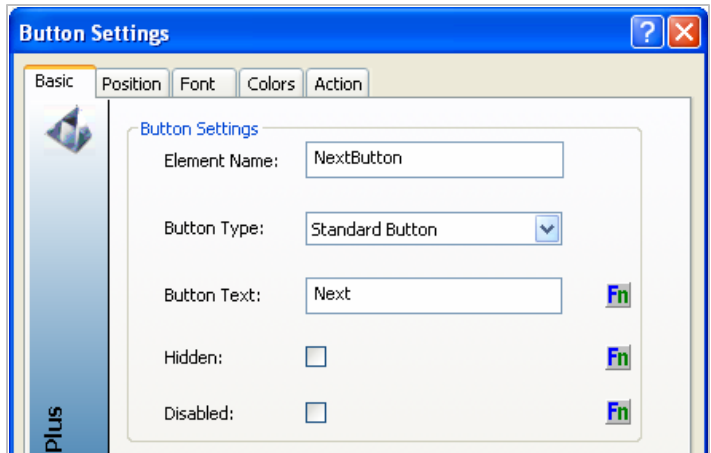 Button Settings
Basic Position Font Colors Action
Button Settings
Element Name: NextButton
Button Type: Standard Button
Button Text: Next Fn
Hidden: Fn
Disabled: Fn
Plus